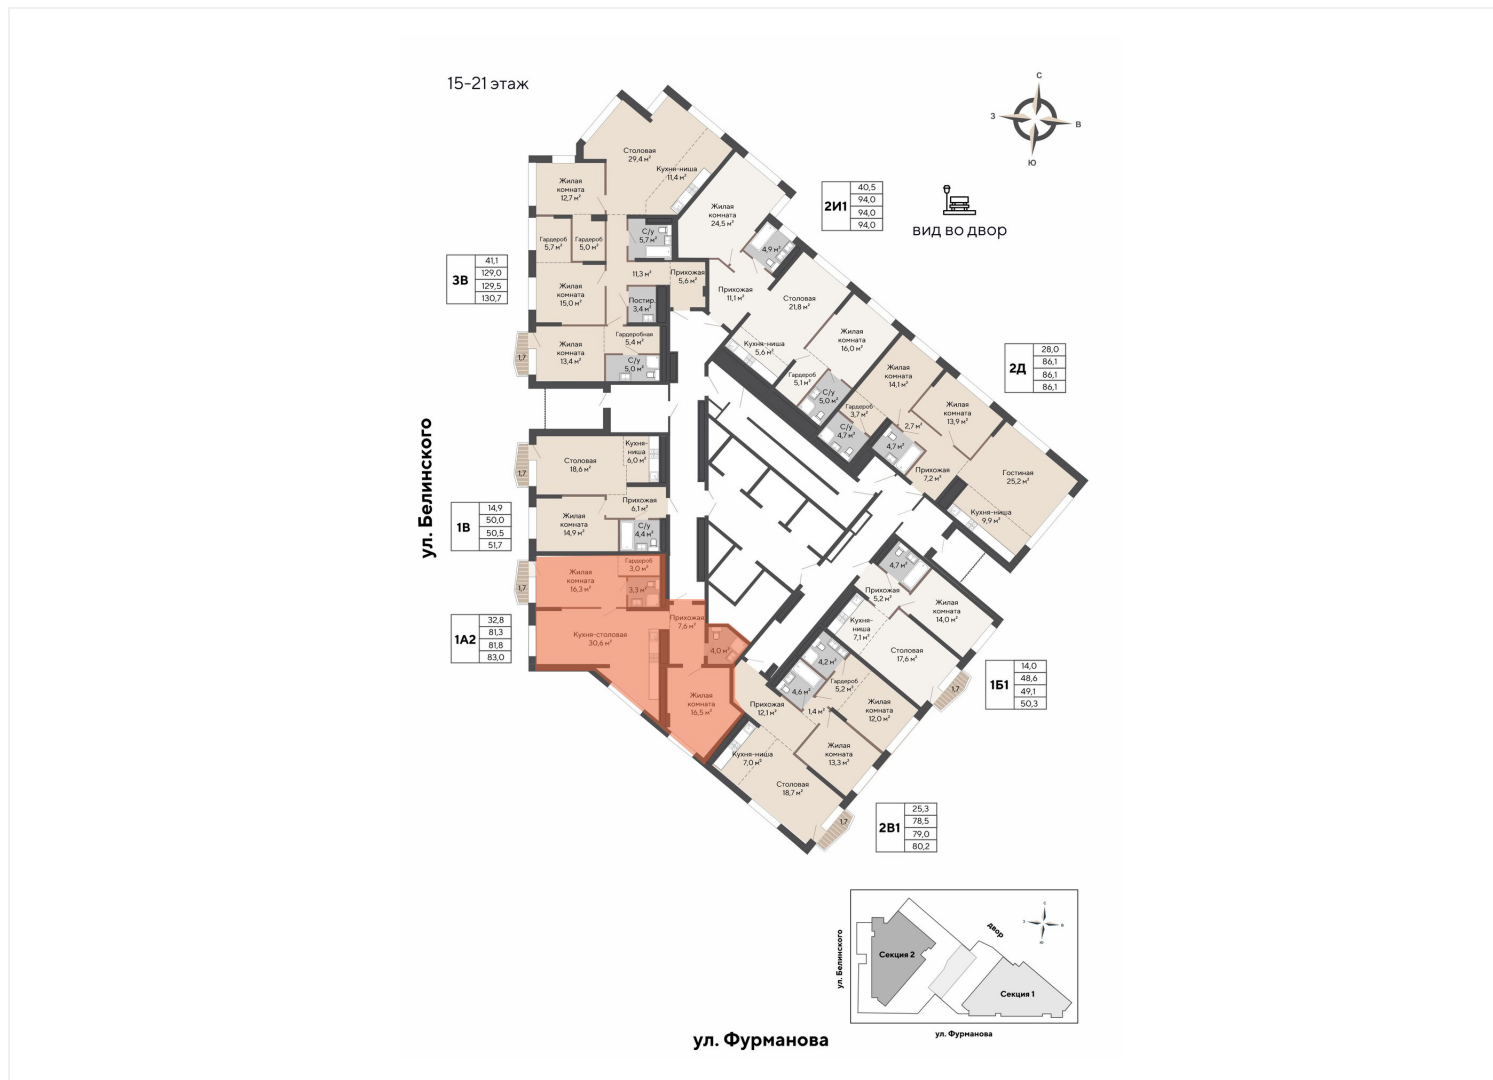 15-21 этаж
С
З
В
Ю
вид во двор
2И1
40,5
94,0
94,0
94,0
Столовая
29,4 м²
Кухня-ниша
11,4 м²
Жилая
комната
12,7 м²
Гардероб
5,7 м²
Гардероб
5,0 м²
С/у
5,7 м²
Жилая
комната
24,5 м²
4,9 м²
3В
41,1
129,0
129,5
130,7
11,3 м²
Прихожая
5,6 м²
Жилая
комната
15,0 м²
Постир.
3,4 м²
Прихожая
11,1 м²
Столовая
21,8 м²
Жилая
комната
16,0 м²
Кухня-ниша
5,6 м²
1,7
Жилая
комната
13,4 м²
Гардеробная
5,4 м²
С/у
5,0 м²
Гардероб
5,1 м²
С/у
5,0 м²
2Д
28,0
86,1
86,1
86,1
Жилая
комната
14,1 м²
Гардероб
3,7 м²
С/у
4,7 м²
Жилая
комната
13,9 м²
2,7 м²
4,7 м²
Прихожая
7,2 м²
Гостиная
25,2 м²
Кухня-ниша
9,9 м²
ул. Белинского
1,7
Столовая
18,6 м²
Кухня-
ниша
6,0 м²
1В
14,9
50,0
50,5
51,7
Прихожая
6,1 м²
Жилая
комната
14,9 м²
С/у
4,4 м²
1,7
Жилая
комната
16,3 м²
Гардероб
3,0 м²
3,3 м²
1А2
32,8
81,3
81,8
83,0
Кухня-столовая
30,6 м²
Прихожая
7,6 м²
4,0 м²
Жилая
комната
16,5 м²
4,7 м²
Прихожая
5,2 м²
Жилая
комната
14,0 м²
Кухня-
ниша
7,1 м²
Столовая
17,6 м²
1,7
1Б1
14,0
48,6
49,1
50,3
4,2 м²
Гардероб
5,2 м²
4,6 м²
1,4 м²
Жилая
комната
12,0 м²
Прихожая
12,1 м²
Жилая
комната
13,3 м²
Кухня-ниша
7,0 м²
Столовая
18,7 м²
1,7
2В1
25,3
78,5
79,0
80,2
ул. Белинского
Секция 2
двор
С
З
В
Ю
Секция 1
ул. Фурманова
ул. Фурманова